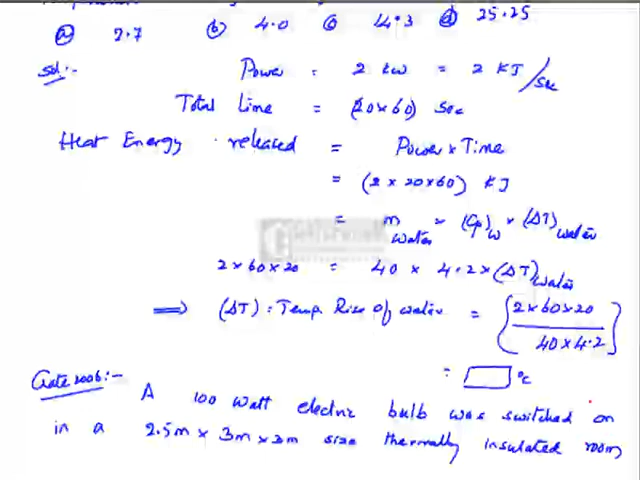 (a) 2.7 (b) 4.0 (c) 14.3 (d) 25.25
Sol:- Power = 2 kW = 2 KJ/Sec
Total Time = (20×60) Sec
Heat Energy released = Power × Time
= (2 × 20×60) KJ
= m water × (Cp)w × (ΔT) water
2×60×20 = 40 × 4.2 × (ΔT) water
⟹ (ΔT) : Temp. Rise of water = {2×60×20 / 40×4.2}
= °C
Gate 2006:- A 100 Watt electric bulb was switched on
in a 2.5m × 3m × 3m size thermally insulated room